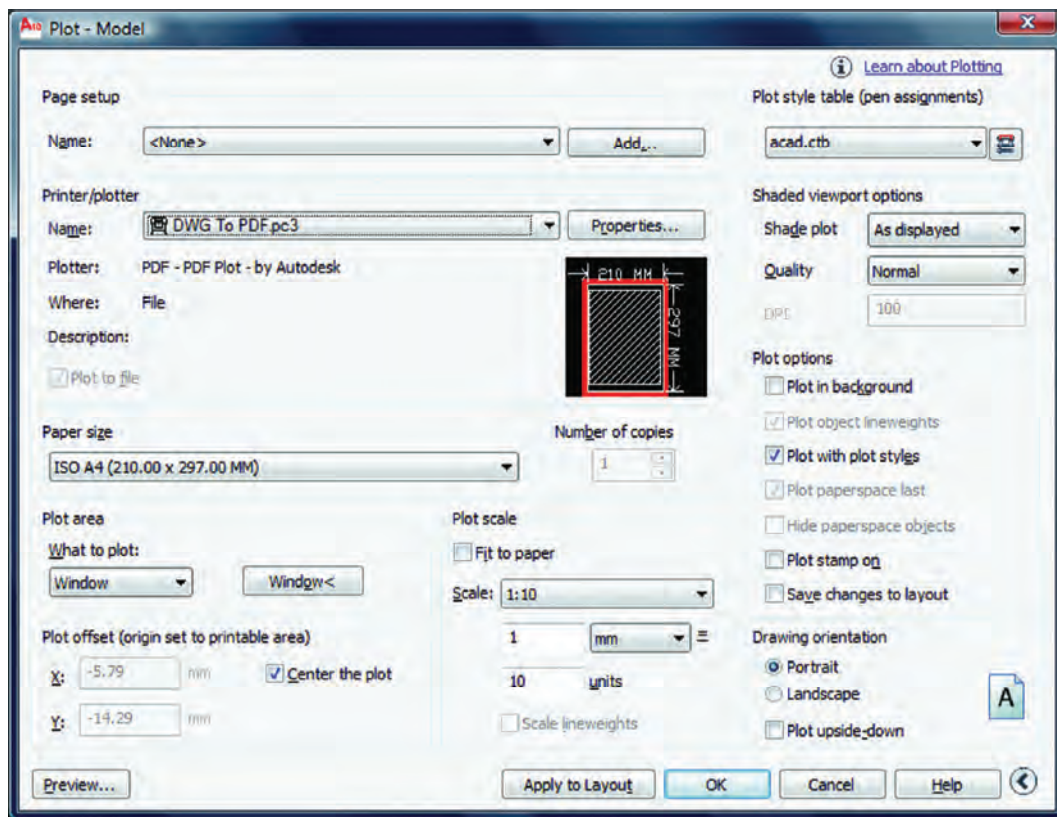 A10 Plot - Model
Learn about Plotting
Page setup
Name: <None> Add...
Plot style table (pen assignments)
acad.ctb
Printer/plotter
Name: DWG To PDF.pc3 Properties...
Plotter: PDF - PDF Plot - by Autodesk
Where: File
Description:
Plot to file
210 MM
297 MM
Shaded viewport options
Shade plot As displayed
Quality Normal
DPI 100
Paper size
ISO A4 (210.00 x 297.00 MM)
Number of copies
1
Plot options
Plot in background
Plot object lineweights
Plot with plot styles
Plot paperspace last
Hide paperspace objects
Plot stamp on
Save changes to layout
Plot area
What to plot:
Window Window<
Plot scale
Fit to paper
Scale: 1:10
1 mm =
10 units
Scale lineweights
Plot offset (origin set to printable area)
X: -5.79 mm Center the plot
Y: -14.29 mm
Drawing orientation
Portrait
Landscape
Plot upside-down
A
Preview... Apply to Layout OK Cancel Help